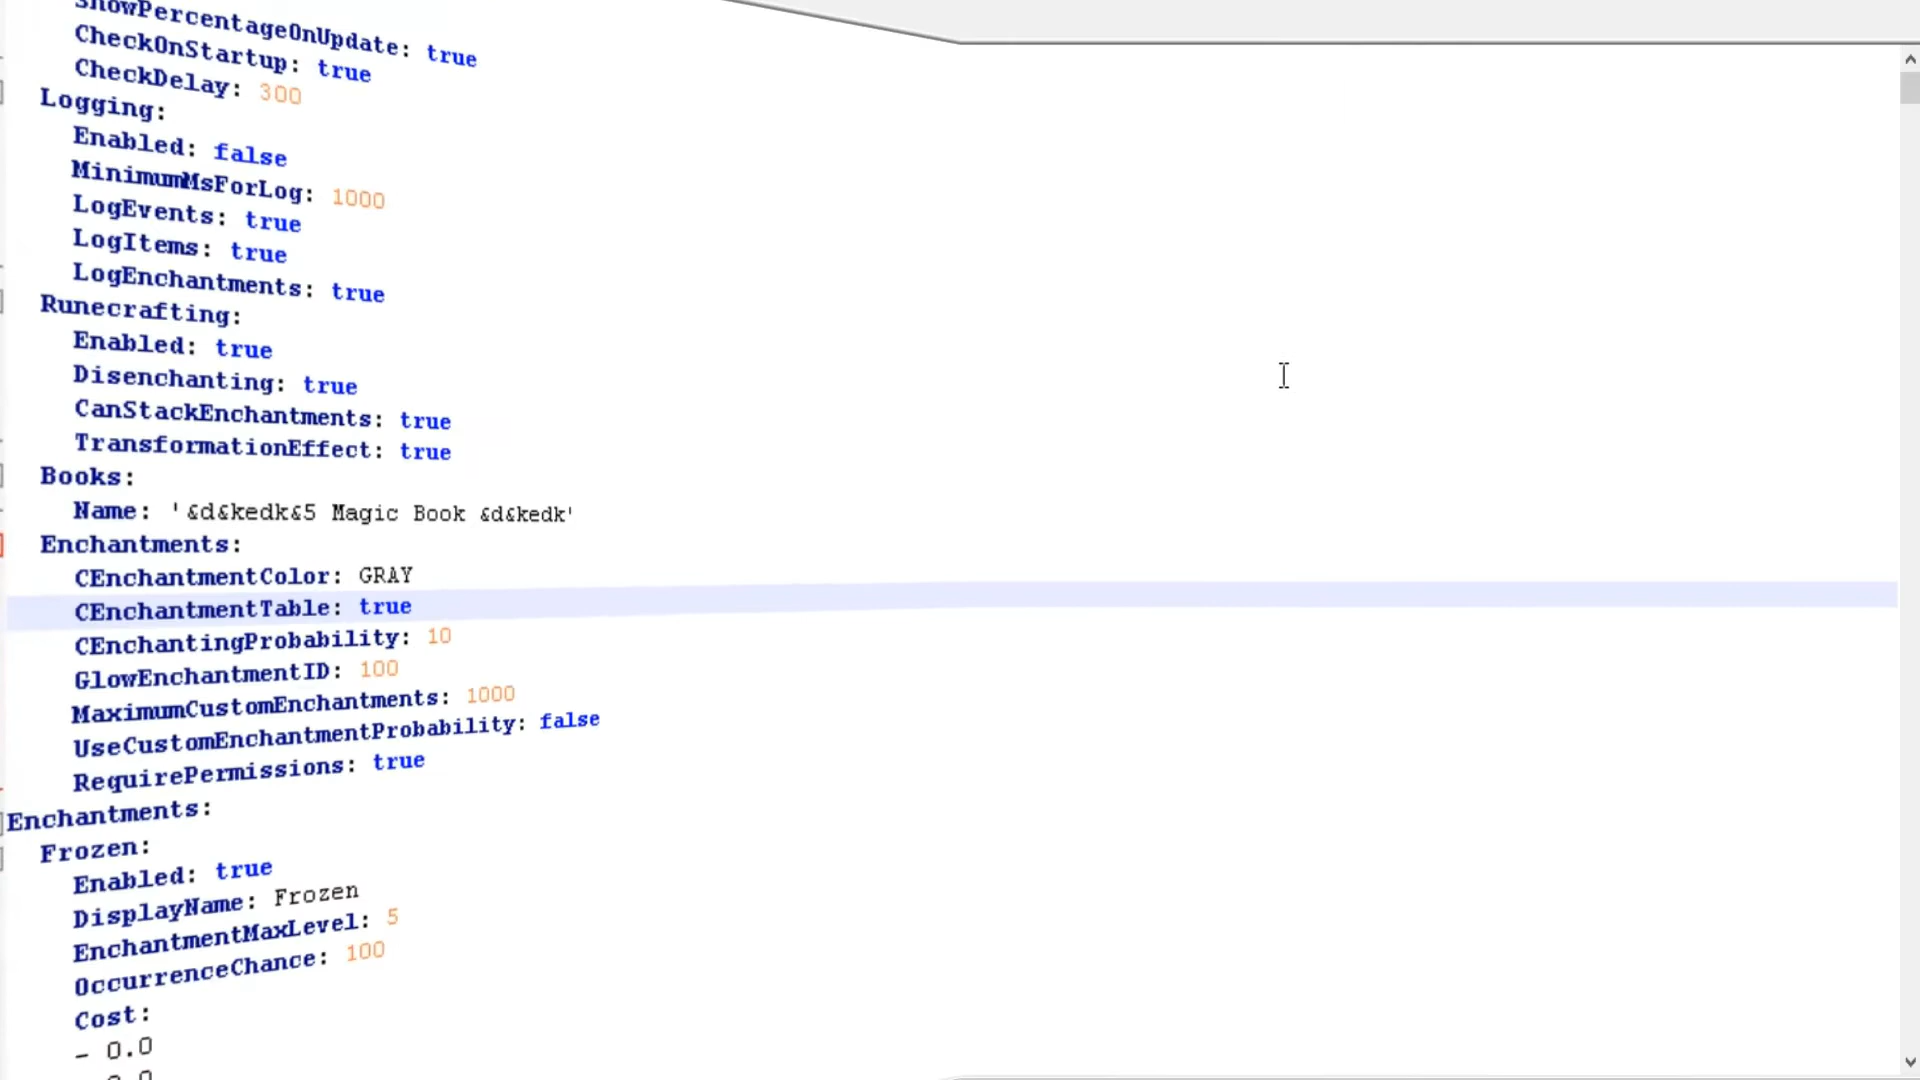 ShowPercentageOnUpdate: true
CheckOnStartup: true
CheckDelay: 300
Logging:
Enabled: false
MinimumMsForLog: 1000
LogEvents: true
LogItems: true
LogEnchantments: true
Runecrafting:
Enabled: true
Disenchanting: true
CanStackEnchantments: true
TransformationEffect: true
Books:
Name: '&d&kedk&5 Magic Book &d&kedk'
Enchantments:
CEnchantmentColor: GRAY
CEnchantmentTable: true
CEnchantingProbability: 10
GlowEnchantmentID: 100
MaximumCustomEnchantments: 1000
UseCustomEnchantmentProbability: false
RequirePermissions: true
Enchantments:
Frozen:
Enabled: true
DisplayName: Frozen
EnchantmentMaxLevel: 5
OccurrenceChance: 100
Cost:
- 0.0